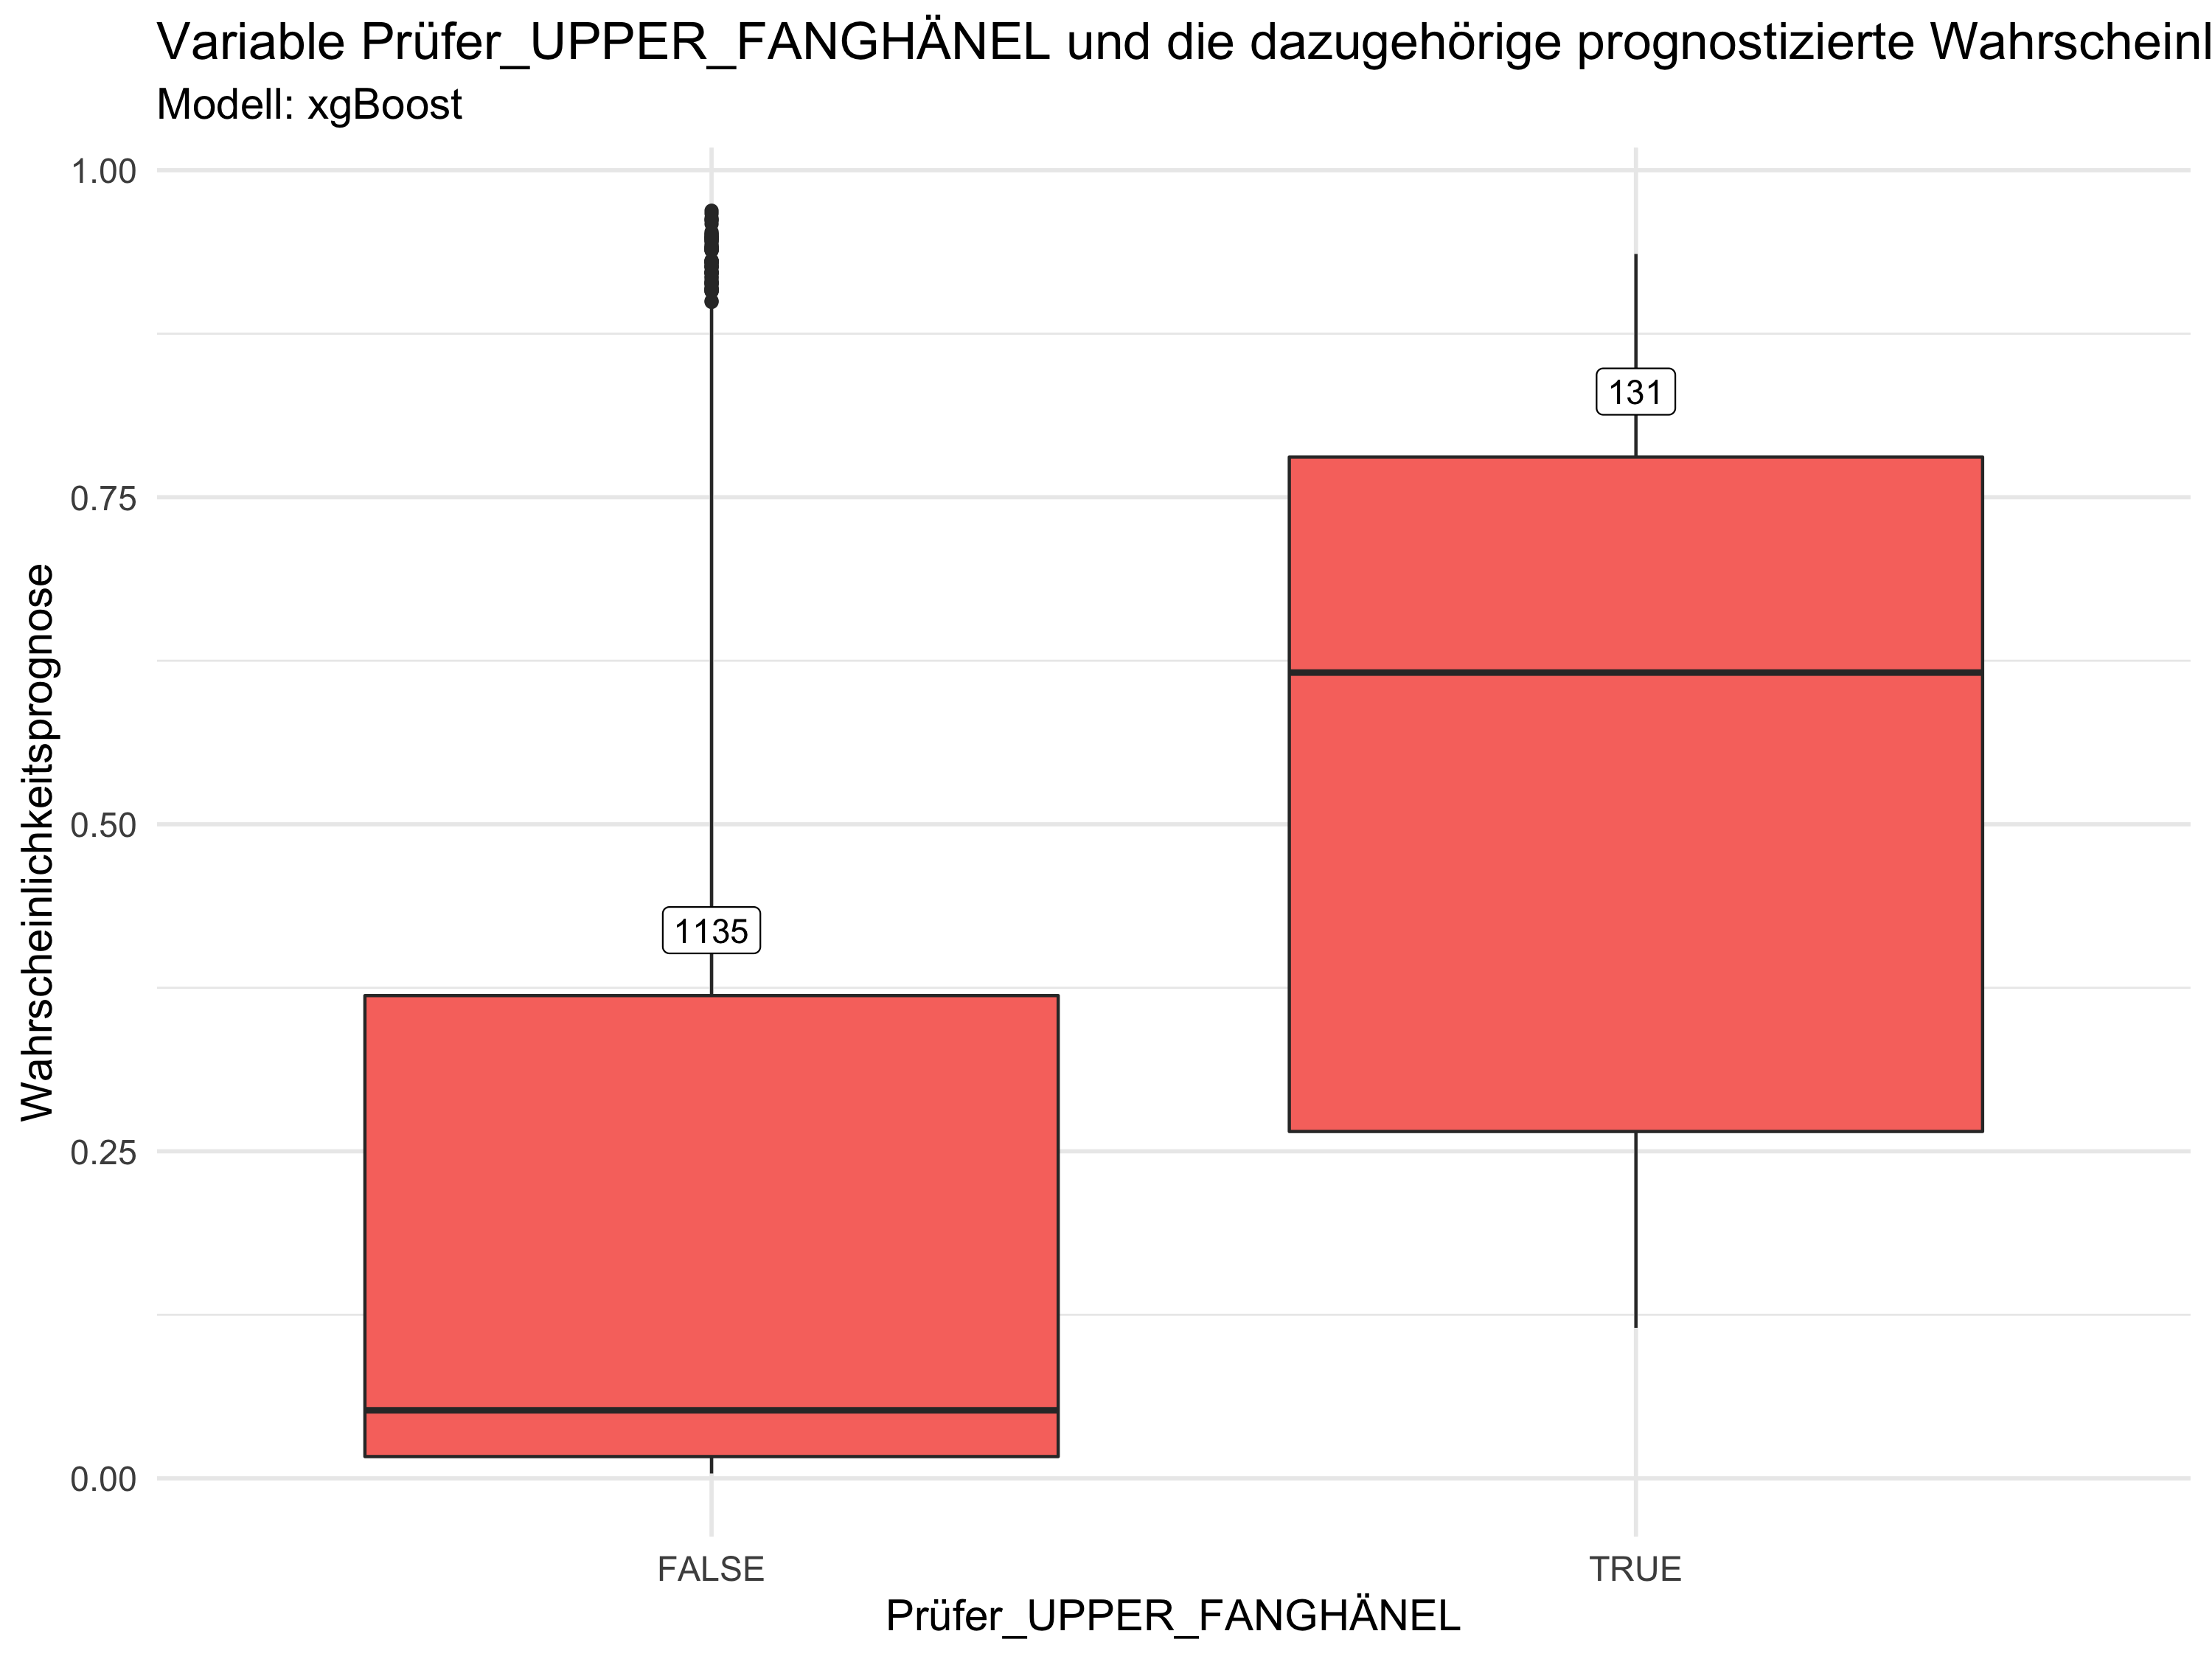 Variable Prüfer_UPPER_FANGHÄNEL und die dazugehörige prognostizierte Wahrscheinl
Modell: xgBoost
1.00
0.75
0.50
0.25
0.00
Wahrscheinlichkeitsprognose
1135
131
FALSE
TRUE
Prüfer_UPPER_FANGHÄNEL